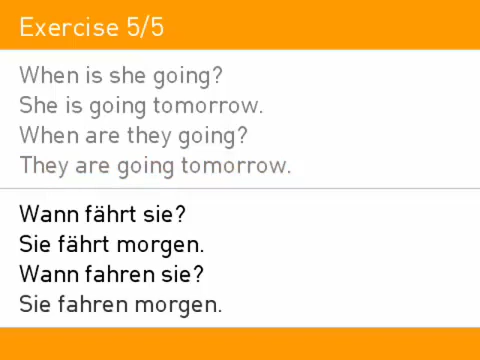 Exercise 5/5
When is she going?
She is going tomorrow.
When are they going?
They are going tomorrow.
Wann fährt sie?
Sie fährt morgen.
Wann fahren sie?
Sie fahren morgen.